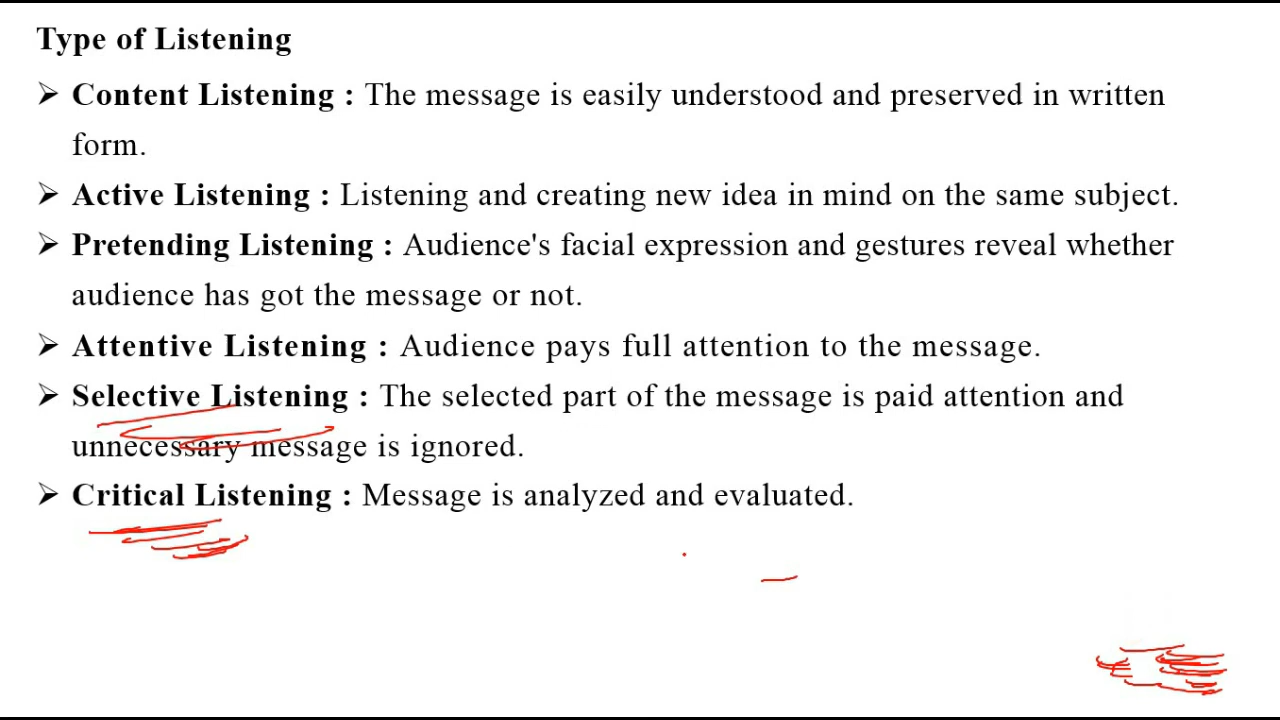 Type of Listening
➢ Content Listening : The message is easily understood and preserved in written
form.
➢ Active Listening : Listening and creating new idea in mind on the same subject.
➢ Pretending Listening : Audience's facial expression and gestures reveal whether
audience has got the message or not.
➢ Attentive Listening : Audience pays full attention to the message.
➢ Selective Listening : The selected part of the message is paid attention and
unnecessary message is ignored.
➢ Critical Listening : Message is analyzed and evaluated.